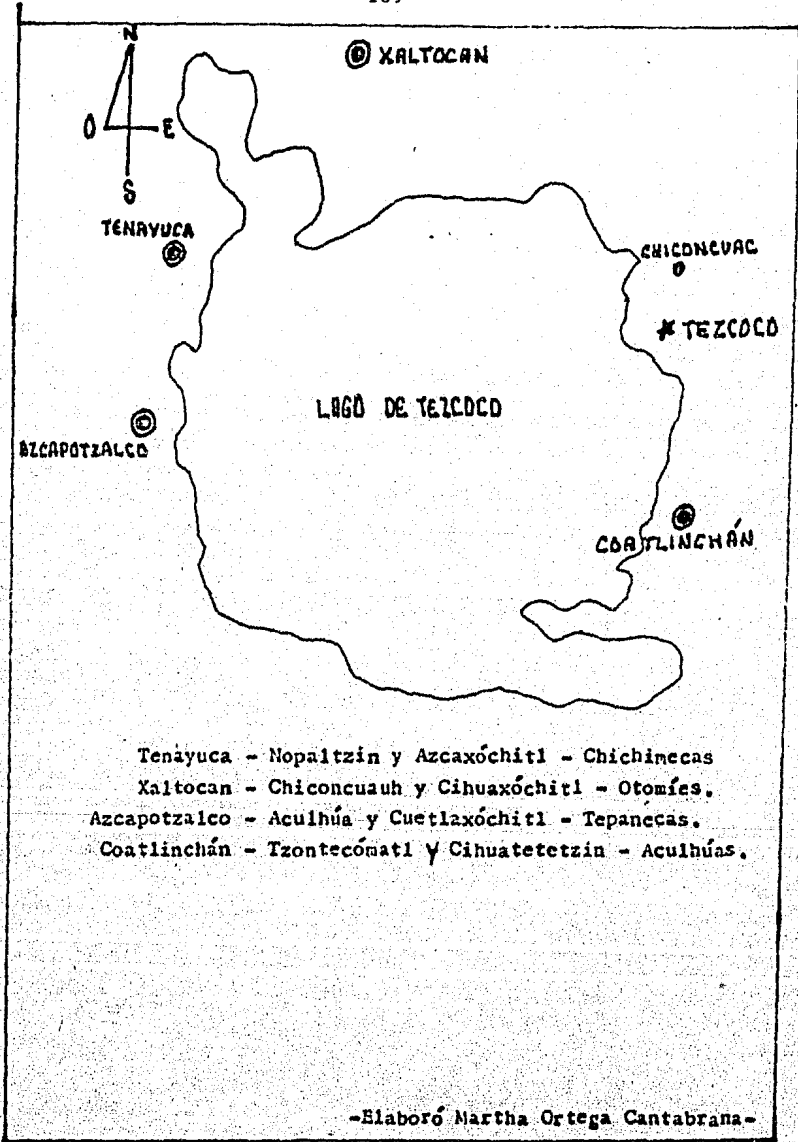 N
XALTOCAN
O E
S
TENAYUCA
CHICONCUAC
TEZCOCO
LAGO DE TEZCOCO
AZCAPOTZALCO
COATLINCHÁN
Tenayuca - Nopaltzin y Azcaxóchitl - Chichimecas
Xaltocan - Chiconcuauh y Cihuaxóchitl - Otomíes.
Azcapotzalco - Aculhúa y Cuetlaxóchitl - Tepanecas.
Coatlinchán - Tzontecómatl y Cihuatetetzin - Aculhúas.
-Elaboró Martha Ortega Cantabrana-